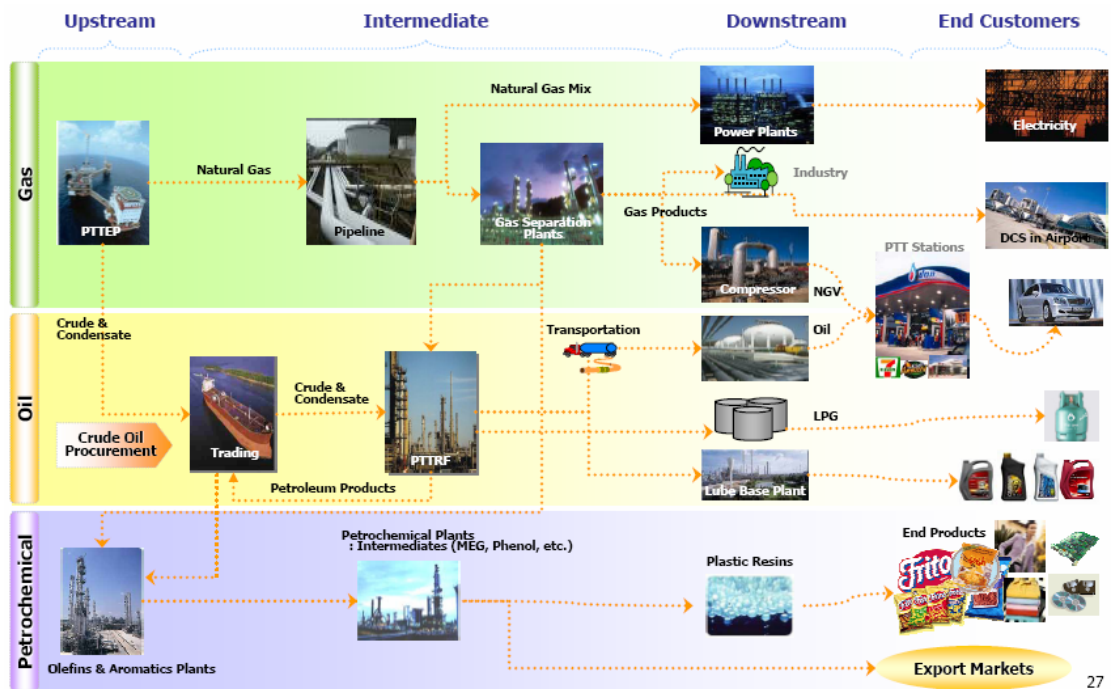 Upstream
Intermediate
Downstream
End Customers
Gas
Natural Gas Mix
Power Plants
Electricity
Natural Gas
Industry
PTTEP
Pipeline
Gas Separation
Plants
Gas Products
DCS in Airport
PTT Stations
Compressor
NGV
Oil
Crude &
Condensate
Transportation
Oil
Crude &
Condensate
LPG
Crude Oil
Procurement
Trading
PTTRF
Petroleum Products
Lube Base Plant
Petrochemical
Petrochemical Plants
: Intermediates (MEG, Phenol, etc.)
End Products
Plastic Resins
Frito
Olefins & Aromatics Plants
Export Markets
27